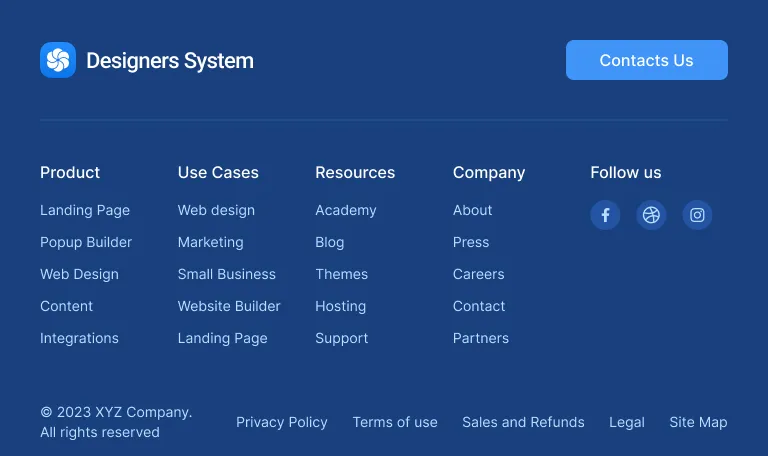 Designers System
Contacts Us
Product
Landing Page
Popup Builder
Web Design
Content
Integrations
Use Cases
Web design
Marketing
Small Business
Website Builder
Landing Page
Resources
Academy
Blog
Themes
Hosting
Support
Company
About
Press
Careers
Contact
Partners
Follow us
© 2023 XYZ Company.
All rights reserved
Privacy Policy
Terms of use
Sales and Refunds
Legal
Site Map